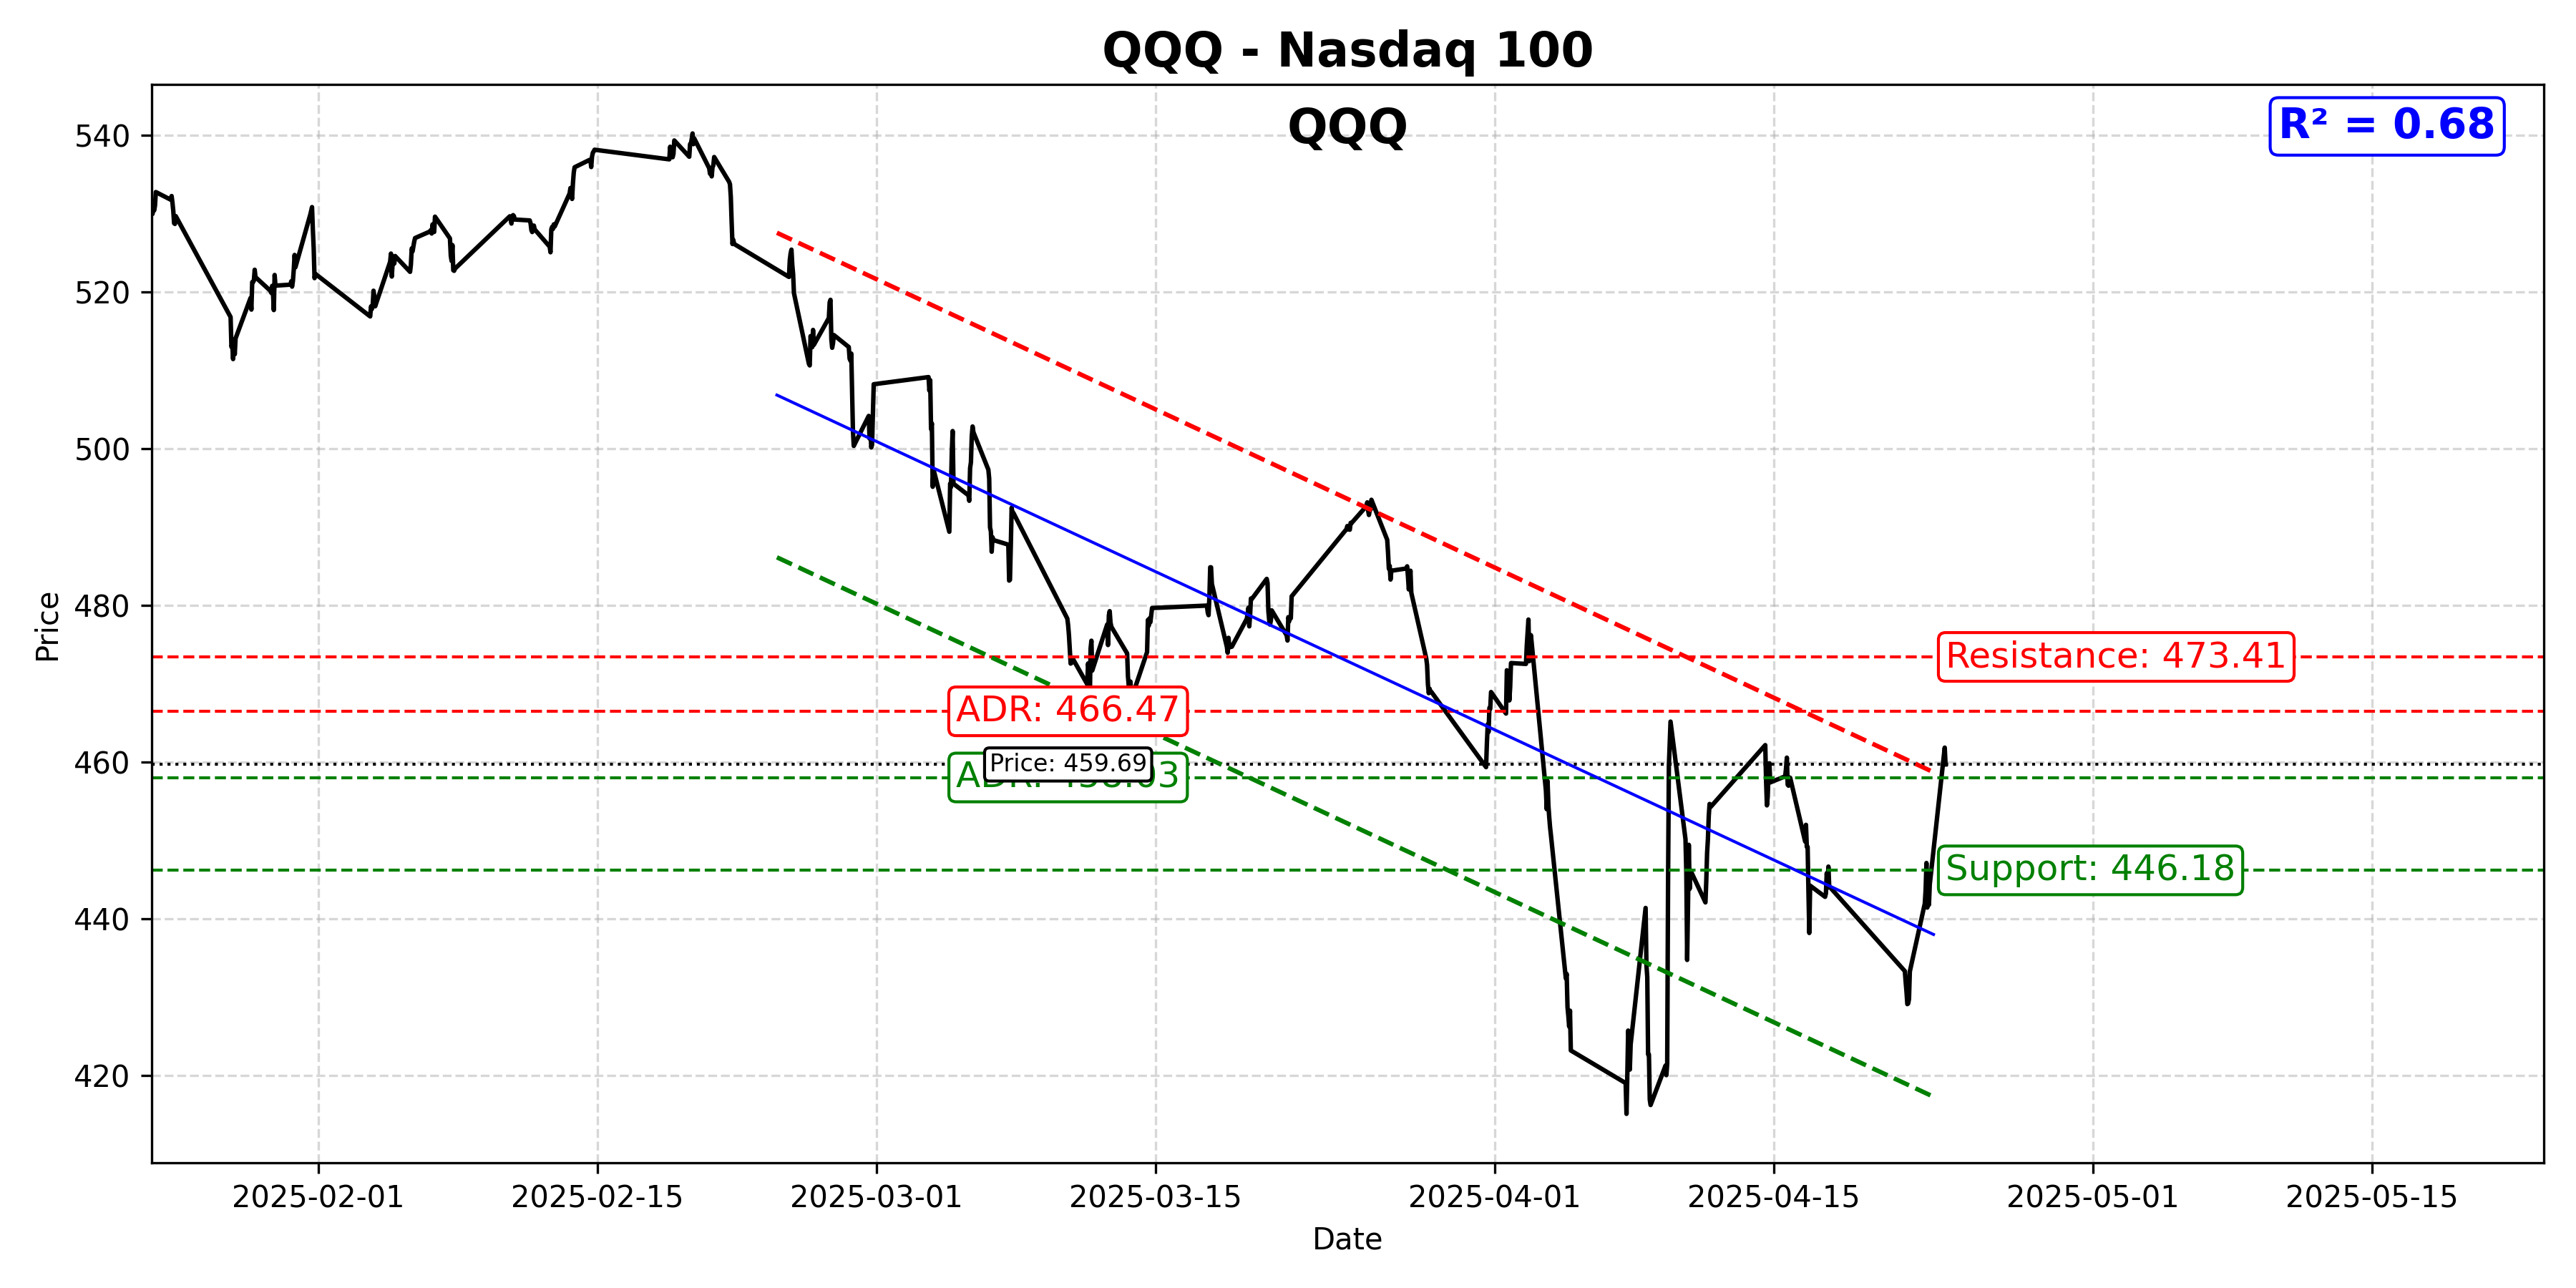 QQQ - Nasdaq 100
QQQ
R² = 0.68
540
520
500
480
460
440
420
Price
Resistance: 473.41
ADR: 466.47
Price: 459.69
Support: 446.18
2025-02-01
2025-02-15
2025-03-01
2025-03-15
2025-04-01
2025-04-15
2025-05-01
2025-05-15
Date